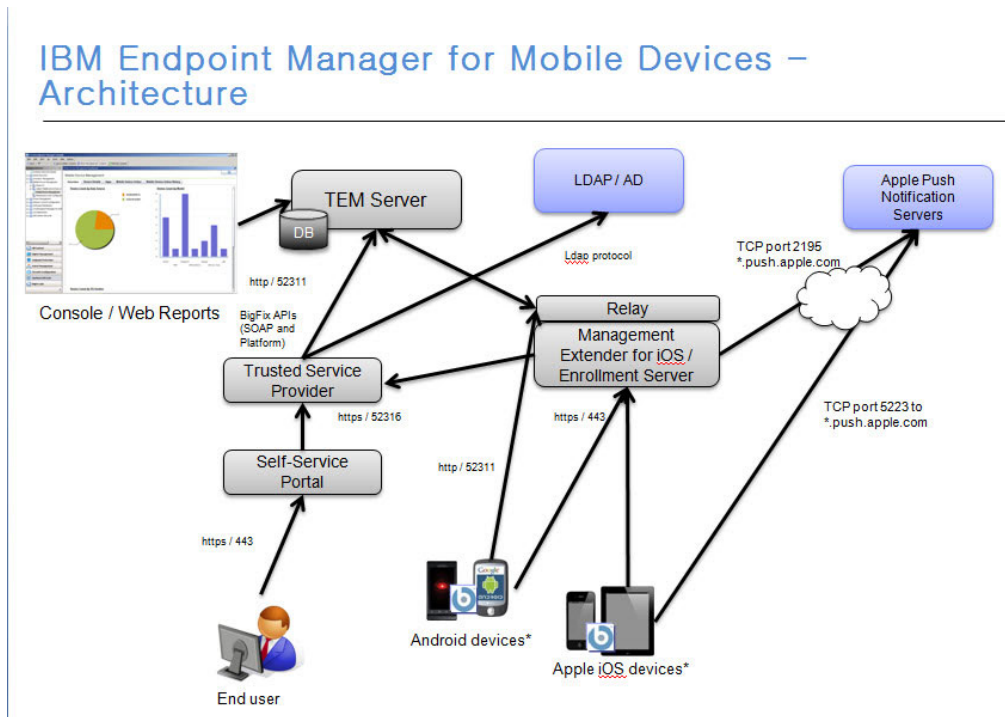 IBM Endpoint Manager for Mobile Devices –
Architecture
TEM Server
DB
LDAP / AD
Apple Push
Notification
Servers
Console / Web Reports
http / 52311
Ldap protocol
TCP port 2195
*.push.apple.com
BigFix APIs
(SOAP and
Platform)
Relay
Management
Extender for iOS /
Enrollment Server
Trusted Service
Provider
https / 52316
https / 443
TCP port 5223 to
*.push.apple.com
Self-Service
Portal
http / 52311
https / 443
Google
Android devices*
Apple iOS devices*
End user